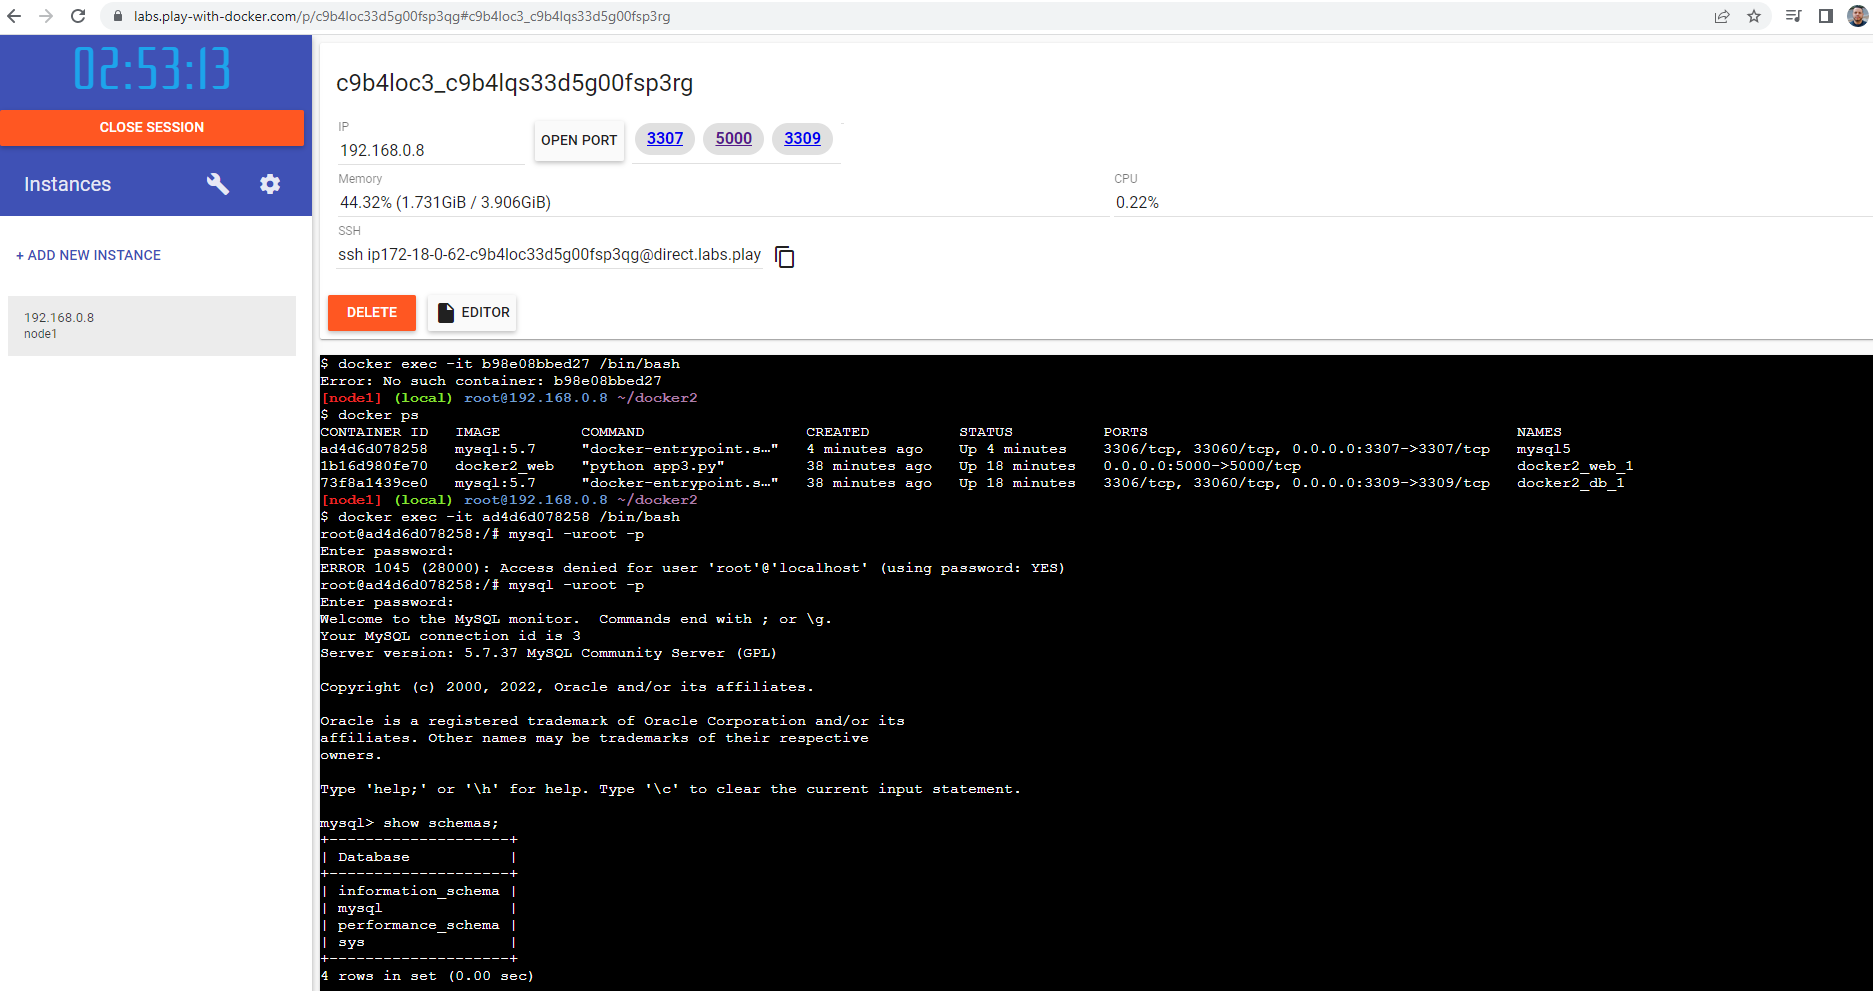 labs.play-with-docker.com/p/c9b4loc33d5g00fsp3qg#c9b4loc3_c9b4lqs33d5g00fsp3rg
02:53:13
CLOSE SESSION
Instances
+ ADD NEW INSTANCE
192.168.0.8
node1
c9b4loc3_c9b4lqs33d5g00fsp3rg
IP
192.168.0.8
OPEN PORT
3307 5000 3309
Memory
44.32% (1.731GiB / 3.906GiB)
CPU
0.22%
SSH
ssh ip172-18-0-62-c9b4loc33d5g00fsp3qg@direct.labs.play
DELETE
EDITOR
$ docker exec -it b98e08bbed27 /bin/bash
Error: No such container: b98e08bbed27
[node1] (local) root@192.168.0.8 ~/docker2
$ docker ps
CONTAINER ID   IMAGE         COMMAND                  CREATED          STATUS          PORTS                                         NAMES
ad4d6d078258   mysql:5.7     "docker-entrypoint.s…"   4 minutes ago    Up 4 minutes    3306/tcp, 33060/tcp, 0.0.0.0:3307->3307/tcp   mysql5
1b16d980fe70   docker2_web   "python app3.py"         38 minutes ago   Up 18 minutes   0.0.0.0:5000->5000/tcp                        docker2_web_1
73f8a1439ce0   mysql:5.7     "docker-entrypoint.s…"   38 minutes ago   Up 18 minutes   3306/tcp, 33060/tcp, 0.0.0.0:3309->3309/tcp   docker2_db_1
[node1] (local) root@192.168.0.8 ~/docker2
$ docker exec -it ad4d6d078258 /bin/bash
root@ad4d6d078258:/# mysql -uroot -p
Enter password:
ERROR 1045 (28000): Access denied for user 'root'@'localhost' (using password: YES)
root@ad4d6d078258:/# mysql -uroot -p
Enter password:
Welcome to the MySQL monitor.  Commands end with ; or \g.
Your MySQL connection id is 3
Server version: 5.7.37 MySQL Community Server (GPL)
Copyright (c) 2000, 2022, Oracle and/or its affiliates.
Oracle is a registered trademark of Oracle Corporation and/or its
affiliates. Other names may be trademarks of their respective
owners.
Type 'help;' or '\h' for help. Type '\c' to clear the current input statement.
mysql> show schemas;
+--------------------+
| Database           |
+--------------------+
| information_schema |
| mysql              |
| performance_schema |
| sys                |
+--------------------+
4 rows in set (0.00 sec)